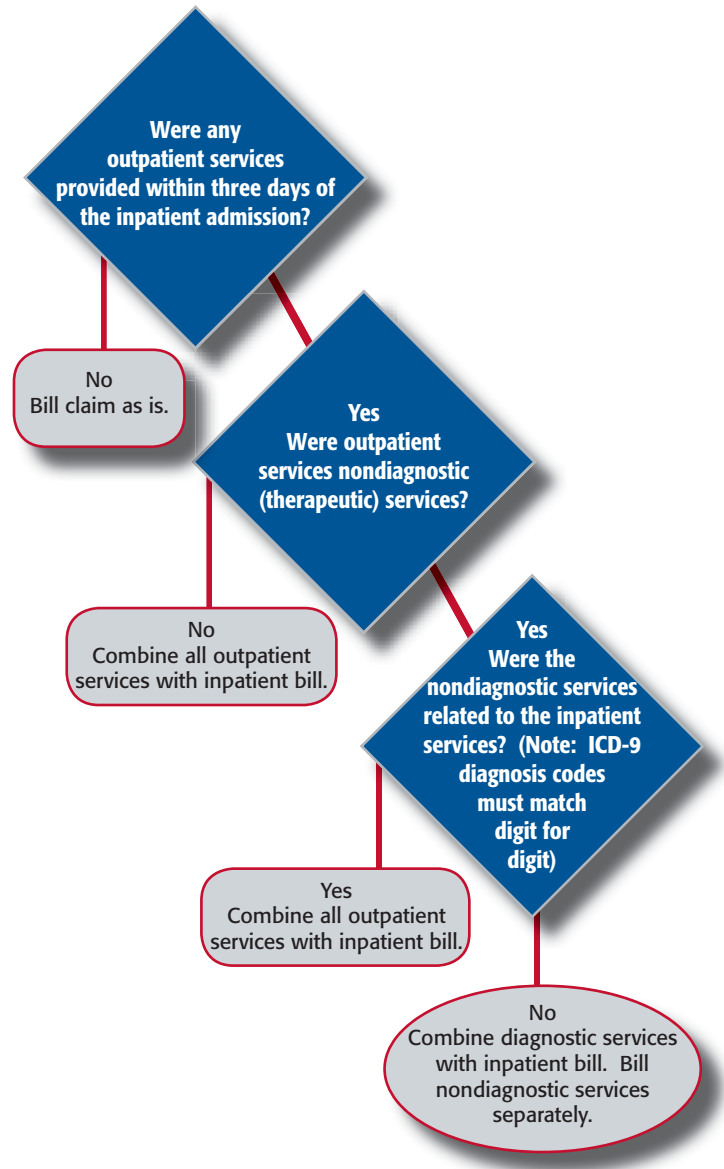 Were any
outpatient services
provided within three days of
the inpatient admission?
No
Bill claim as is.
Yes
Were outpatient
services nondiagnostic
(therapeutic) services?
No
Combine all outpatient
services with inpatient bill.
Yes
Were the
nondiagnostic services
related to the inpatient
services? (Note: ICD-9
diagnosis codes
must match
digit for
digit)
Yes
Combine all outpatient
services with inpatient bill.
No
Combine diagnostic services
with inpatient bill. Bill
nondiagnostic services
separately.